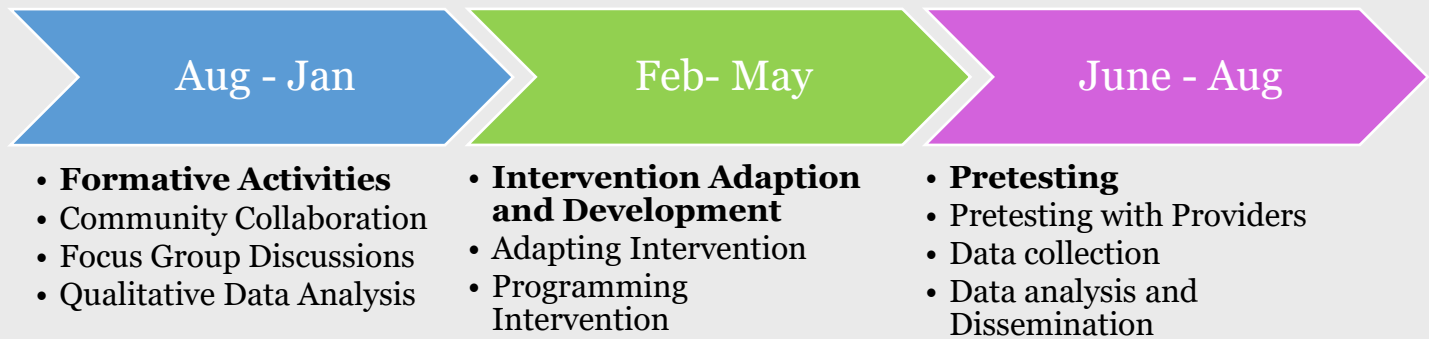 Aug - Jan
Feb- May
June - Aug
• Formative Activities
• Community Collaboration
• Focus Group Discussions
• Qualitative Data Analysis
• Intervention Adaption
and Development
• Adapting Intervention
• Programming
Intervention
• Pretesting
• Pretesting with Providers
• Data collection
• Data analysis and
Dissemination